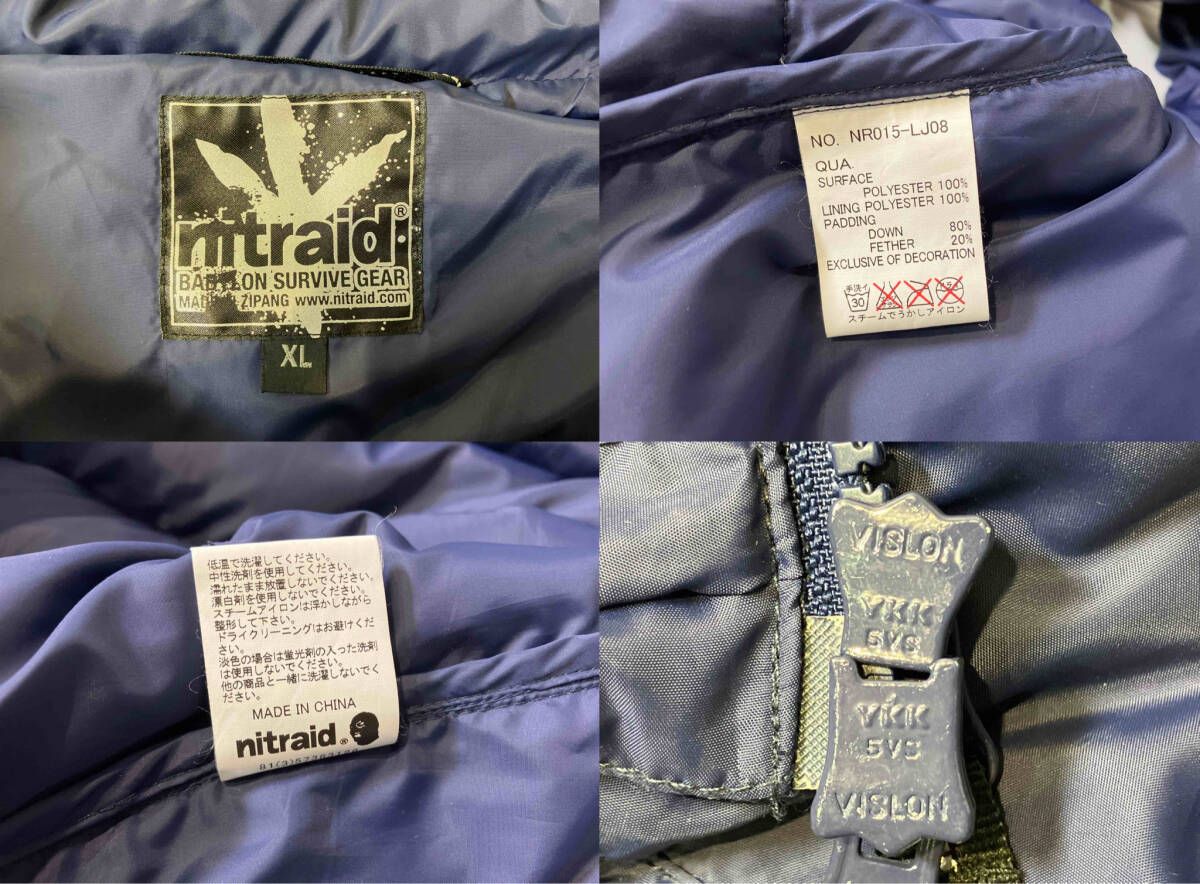 nitraid®
BABYLON SURVIVE GEAR
MADE IN ZIPANG www.nitraid.com
XL
NO. NR015-LJ08
QUA.
SURFACE
POLYESTER 100%
LINING POLYESTER 100%
PADDING
DOWN 80%
FETHER 20%
EXCLUSIVE OF DECORATION
手洗イ
30
スチームでうかしアイロン
低温で洗濯してください。
中性洗剤を使用してください。
濡れたまま放置しないでください。
漂白剤を使用しないでください。
スチームアイロンは浮かしながら
整形して下さい。
ドライクリーニングはお避けくだ
さい。
淡色の場合は蛍光剤の入った洗剤
は使用しないでください。
他の商品と一緒に洗濯しないでく
ださい。
MADE IN CHINA
nitraid®
VISLON
YKK
5VS
YKK
5VS
VISLON